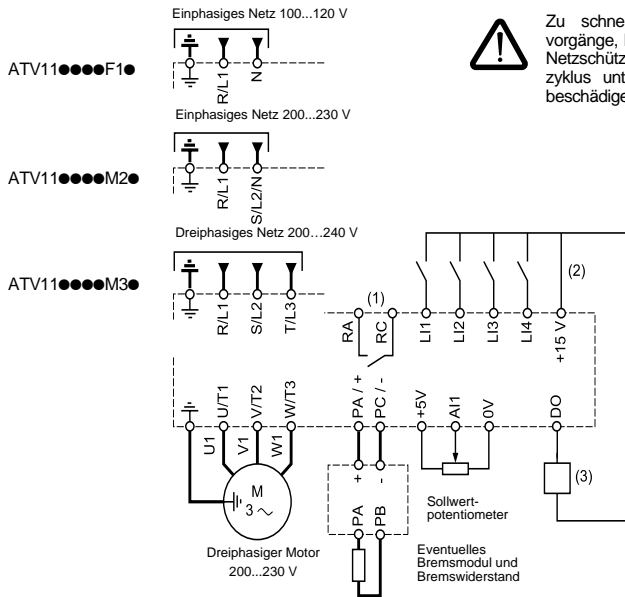 Einphasiges Netz 100...120 V
ATV11●●●●F1●
R/L1
N
Zu schne
vorgänge,
Netzschütz
zyklus unt
beschädige
Einphasiges Netz 200...230 V
ATV11●●●●M2●
R/L1
S/L2/N
Dreiphasiges Netz 200...240 V
ATV11●●●●M3●
R/L1
S/L2
T/L3
(1)
(2)
RA
RC
LI1
LI2
LI3
LI4
+15 V
U/T1
V/T2
W/T3
PA / +
PC / -
+5V
AI1
0V
DO
U1
V1
W1
M
3 ~
+
-
PA
PB
(3)
Sollwert-
potentiometer
Dreiphasiger Motor
200...230 V
Eventuelles
Bremsmodul und
Bremswiderstand